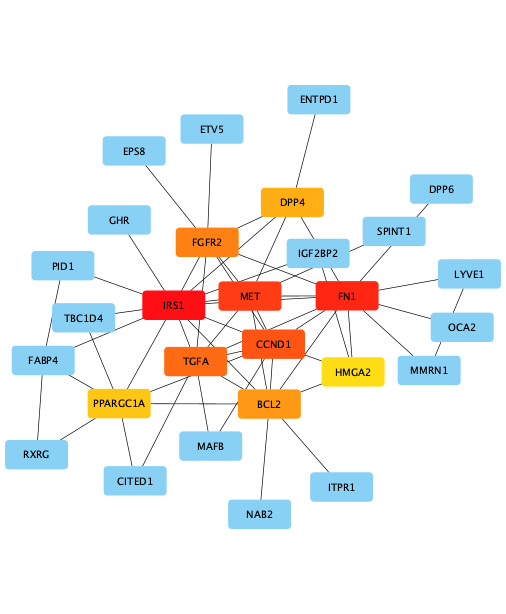 ENTPD1
ETV5
EPS8
DPP6
DPP4
GHR
SPINT1
FGFR2
IGF2BP2
PID1
LYVE1
MET
FN1
IRS1
TBC1D4
OCA2
CCND1
FABP4
TGFA
HMGA2
MMRN1
PPARGC1A
BCL2
MAFB
RXRG
CITED1
ITPR1
NAB2